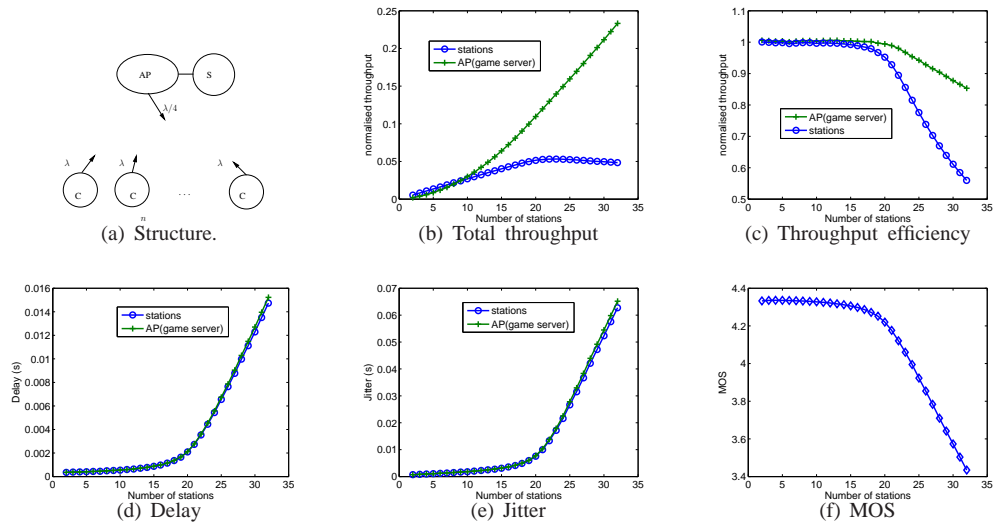 AP
S
λ/4
λ
λ
λ
C
C
. . .
C
n
(a) Structure.
0.25
0.2
0.15
0.1
0.05
0
normalised throughput
stations
AP(game server)
0 5 10 15 20 25 30 35
Number of stations
(b) Total throughput
1.1
1
0.9
0.8
0.7
0.6
0.5
normalized throughput
AP(game server)
stations
0 5 10 15 20 25 30 35
Number of stations
(c) Throughput efficiency
0.016
0.014
0.012
0.01
0.008
0.006
0.004
0.002
0
Delay (s)
stations
AP(game server)
0 5 10 15 20 25 30 35
Number of stations
(d) Delay
0.07
0.06
0.05
0.04
0.03
0.02
0.01
0
Jitter (s)
stations
AP(game server)
0 5 10 15 20 25 30 35
Number of stations
(e) Jitter
4.4
4.2
4
3.8
3.6
3.4
MOS
0 5 10 15 20 25 30 35
Number of stations
(f) MOS